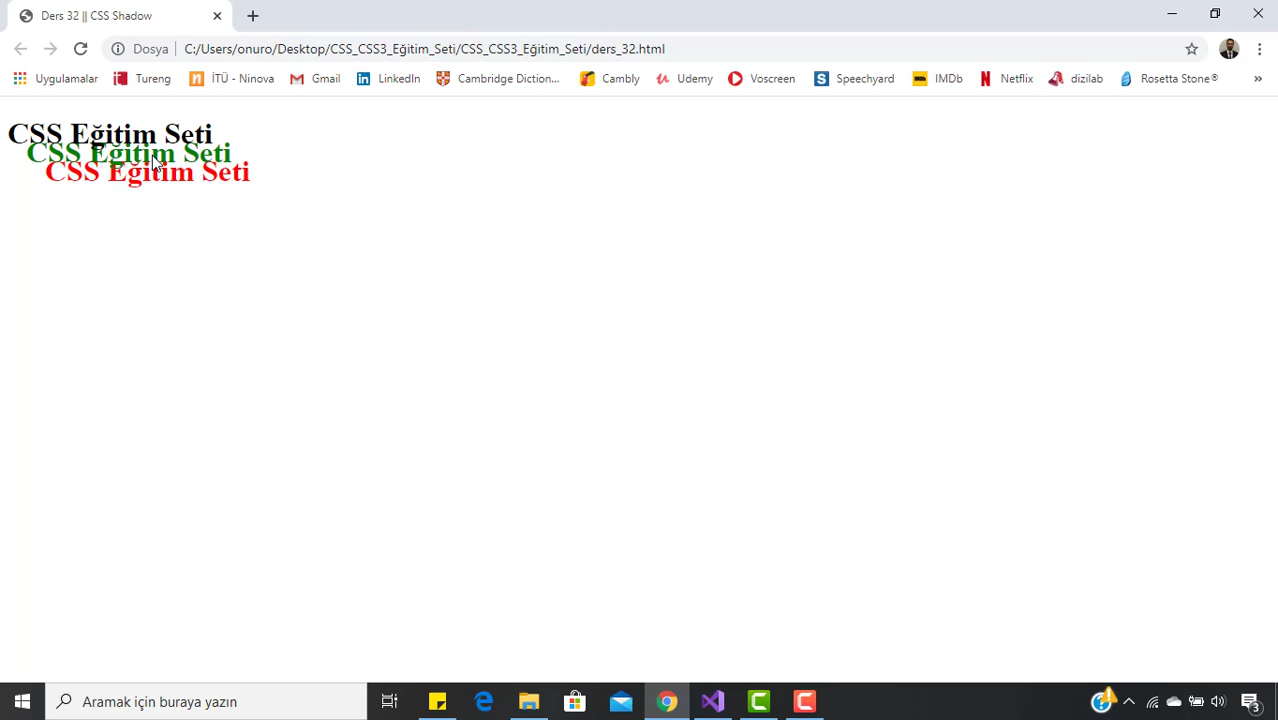 Ders 32 || CSS Shadow
Dosya C:/Users/onuro/Desktop/CSS_CSS3_Eğitim_Seti/CSS_CSS3_Eğitim_Seti/ders_32.html
Uygulamalar Tureng İTÜ - Ninova Gmail LinkedIn Cambridge Diction... Cambly Udemy Voscreen Speechyard IMDb Netflix dizilab Rosetta Stone® »
CSS Eğitim Seti
CSS Eğitim Seti
CSS Eğitim Seti
Aramak için buraya yazın 3